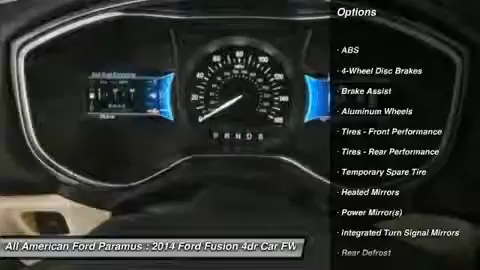 Options
· ABS
· 4-Wheel Disc Brakes
· Brake Assist
· Aluminum Wheels
· Tires - Front Performance
· Tires - Rear Performance
· Temporary Spare Tire
· Heated Mirrors
· Power Mirror(s)
· Integrated Turn Signal Mirrors
· Rear Defrost
P R N D S
All American Ford Paramus : 2014 Ford Fusion 4dr Car FW